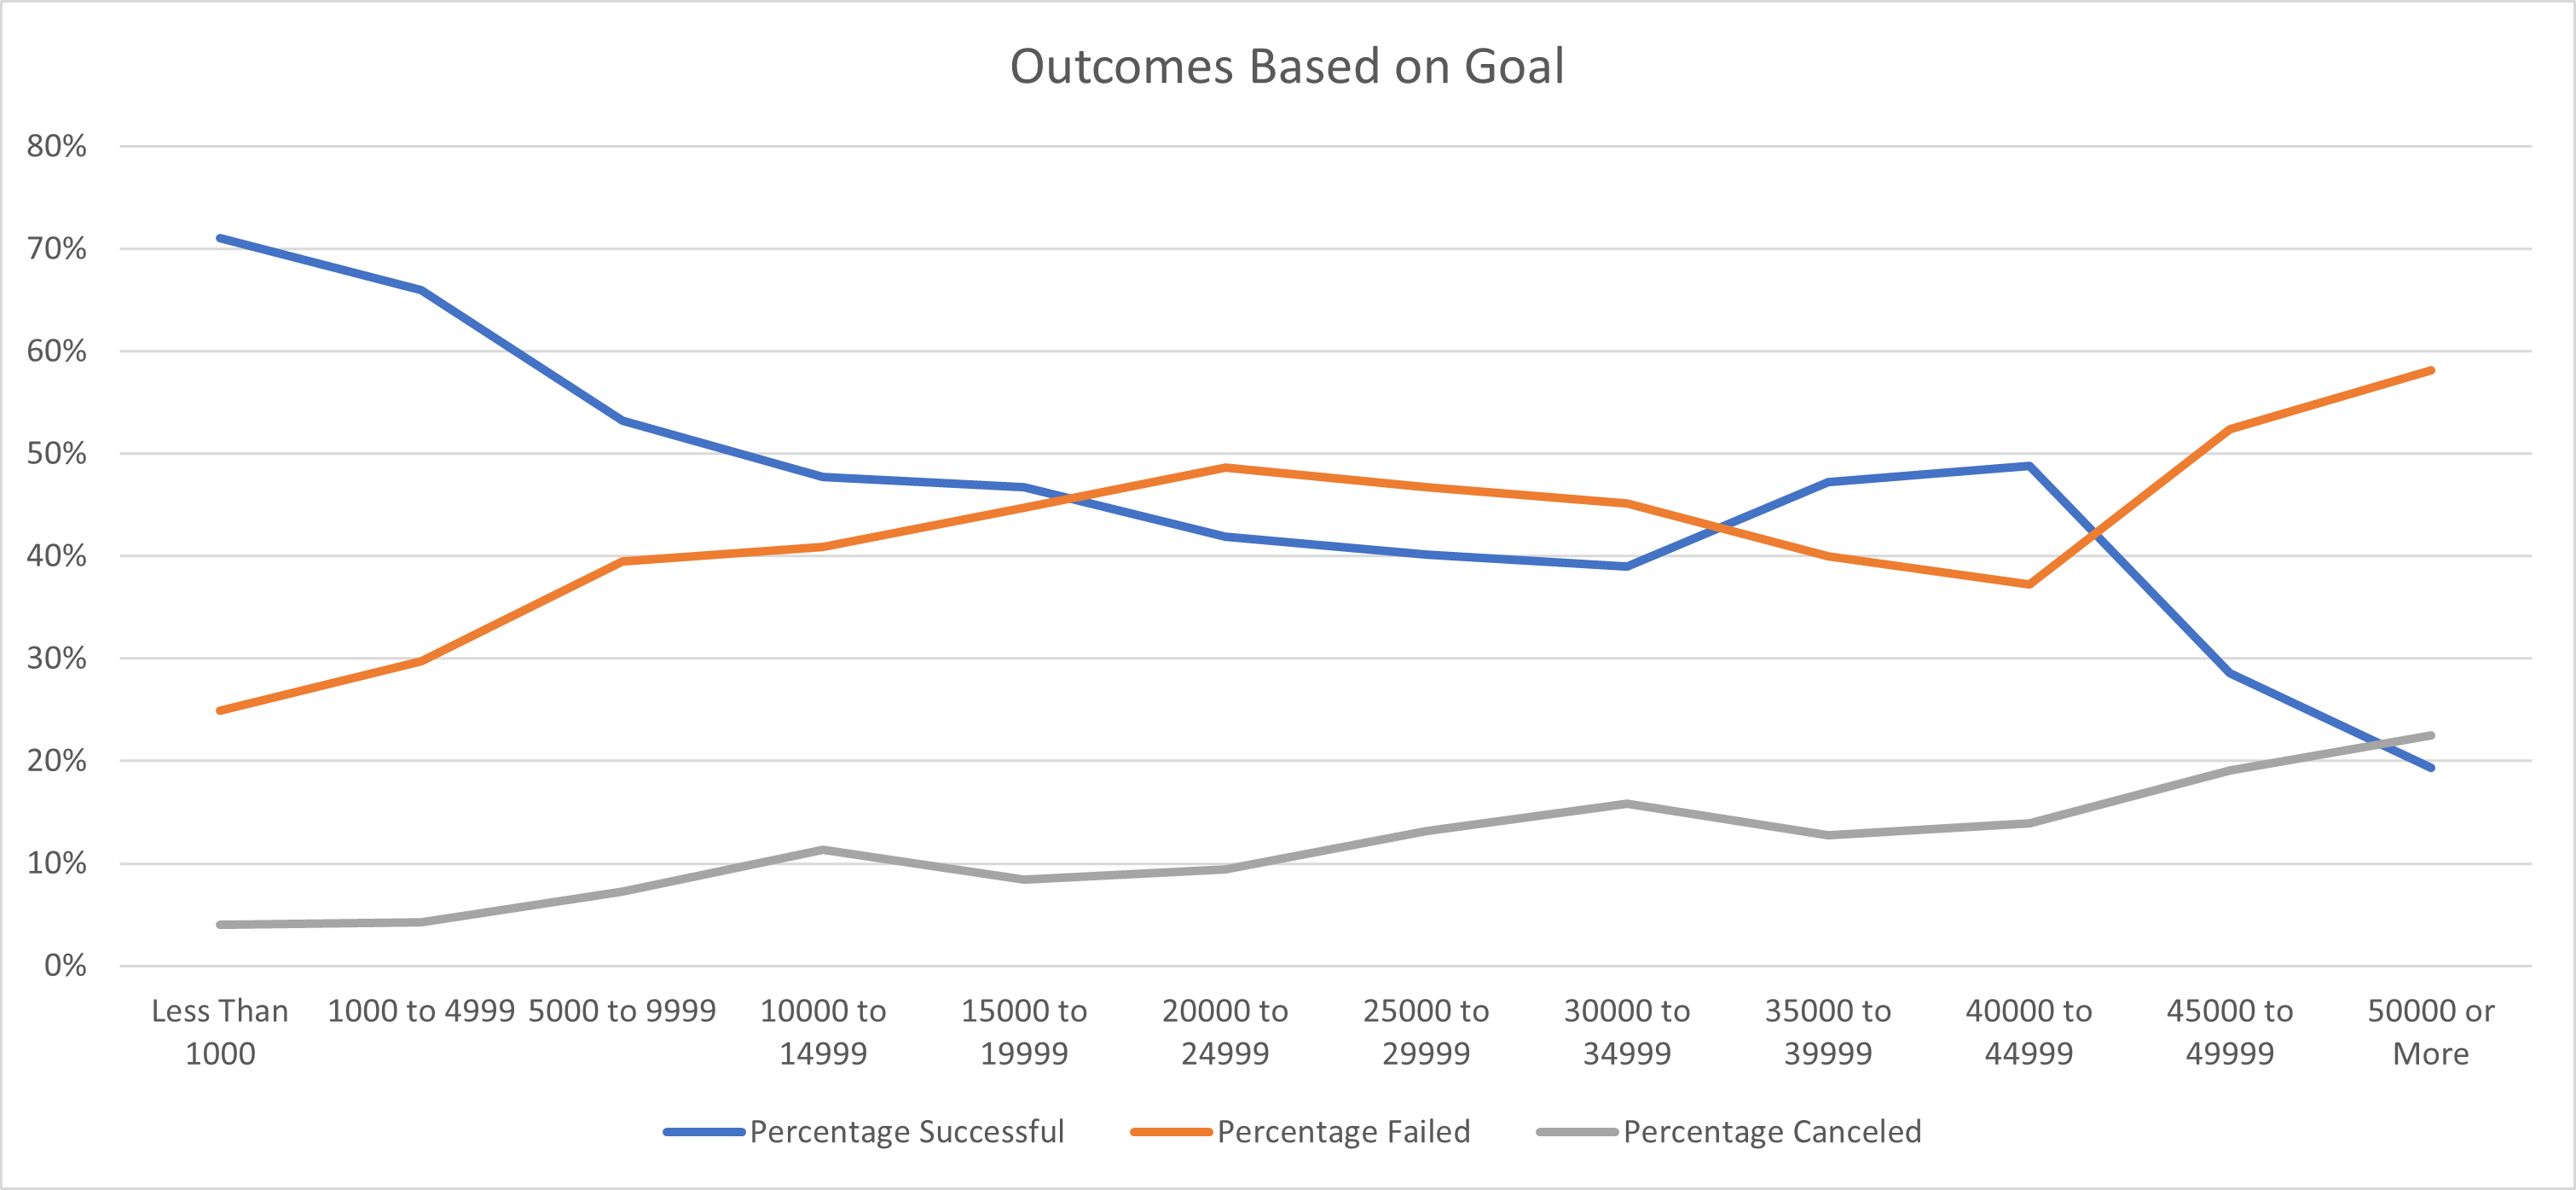 Outcomes Based on Goal
80%
70%
60%
50%
40%
30%
20%
10%
0%
Less Than
1000
1000 to 4999
5000 to 9999
10000 to
14999
15000 to
19999
20000 to
24999
25000 to
29999
30000 to
34999
35000 to
39999
40000 to
44999
45000 to
49999
50000 or
More
Percentage Successful
Percentage Failed
Percentage Canceled